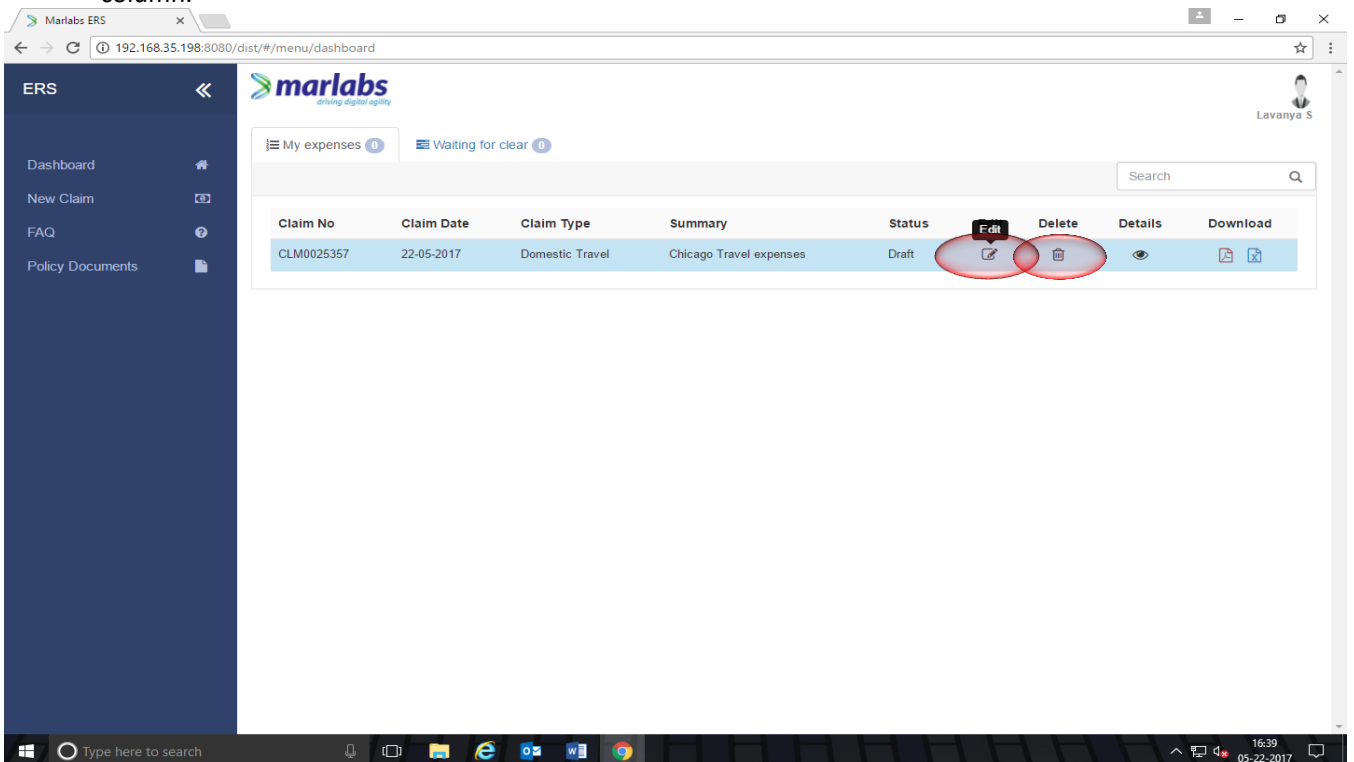 column.
Marlabs ERS
192.168.35.198:8080/dist/#/menu/dashboard
ERS
marlabs
driving digital agility
Lavanya S
My expenses 0 Waiting for clear 0
Dashboard
Search
New Claim
Claim No Claim Date Claim Type Summary Status Edit Delete Details Download
FAQ
CLM0025357 22-05-2017 Domestic Travel Chicago Travel expenses Draft
Policy Documents
Type here to search
16:39
05-22-2017